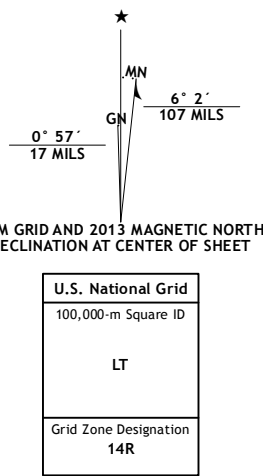 ★
MN
GN
6° 2´
107 MILS
0° 57´
17 MILS
M GRID AND 2013 MAGNETIC NORTH
ECLINATION AT CENTER OF SHEET
U.S. National Grid
100,000-m Square ID
LT
Grid Zone Designation
14R